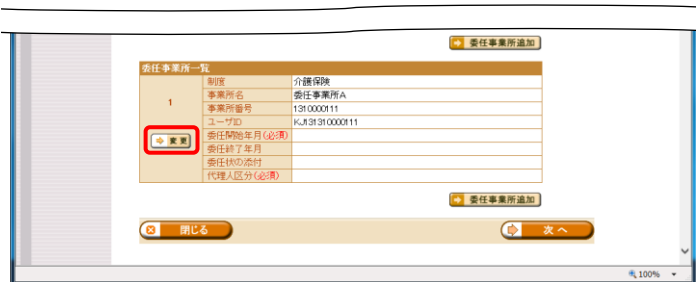 委任事業所追加
委任事業所一覧
1
変更
制度 介護保険
事業所名 委任事業所A
事業所番号 1310000111
ユーザID KJ131310000111
委任開始年月(必須)
委任終了年月
委任状の添付
代理人区分(必須)
委任事業所追加
閉じる 次へ
100%